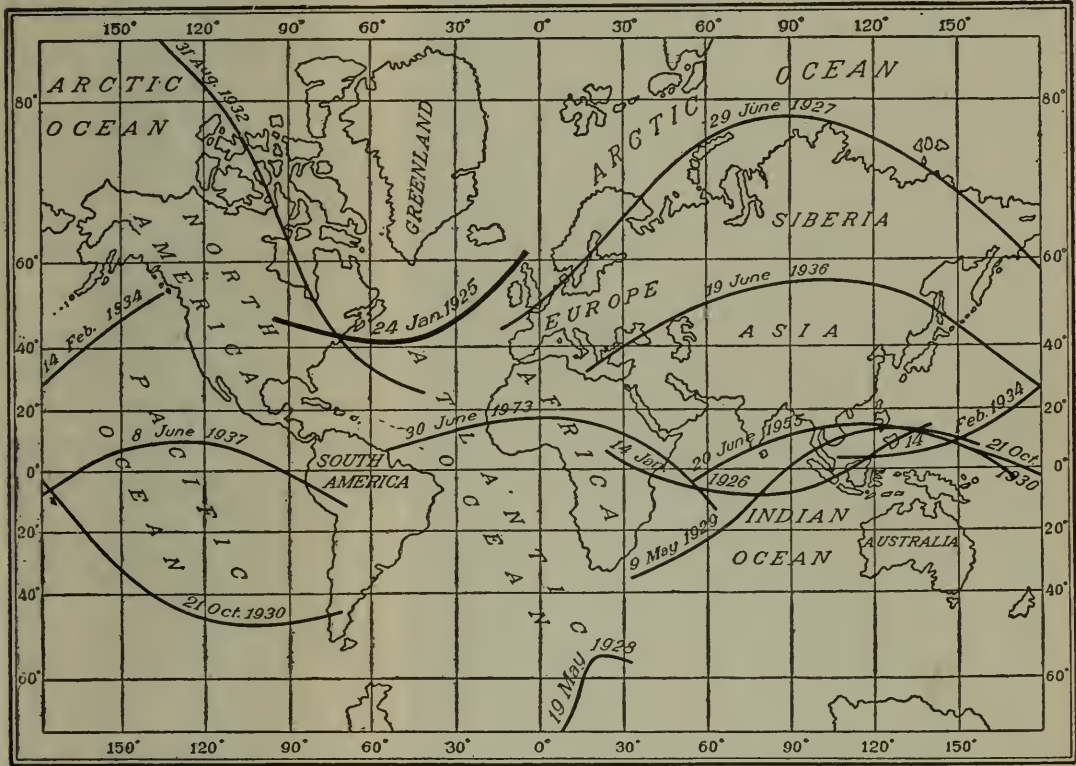 150° 120° 90° 60° 30° 0° 30° 60° 90° 120° 150°
ARCTIC
OCEAN
31 Aug. 1932
GREENLAND
ARCTIC
OCEAN
80°
80°
29 June 1927
SIBERIA
NORTH
AMERICA
60°
60°
24 Jan. 1925
EUROPE
19 June 1936
ASIA
14 Feb. 1934
40°
40°
ATLANTIC
OCEAN
AFRICA
20°
20°
30 June 1973
20 June 1955
14 Feb. 1934
PACIFIC
OCEAN
8 June 1937
SOUTH
AMERICA
14 Jan. 1926
21 Oct. 1930
0°
0°
INDIAN
OCEAN
9 May 1929
AUSTRALIA
20°
20°
40°
40°
21 Oct. 1930
19 May 1928
60°
60°
150° 120° 90° 60° 30° 0° 30° 60° 90° 120° 150°